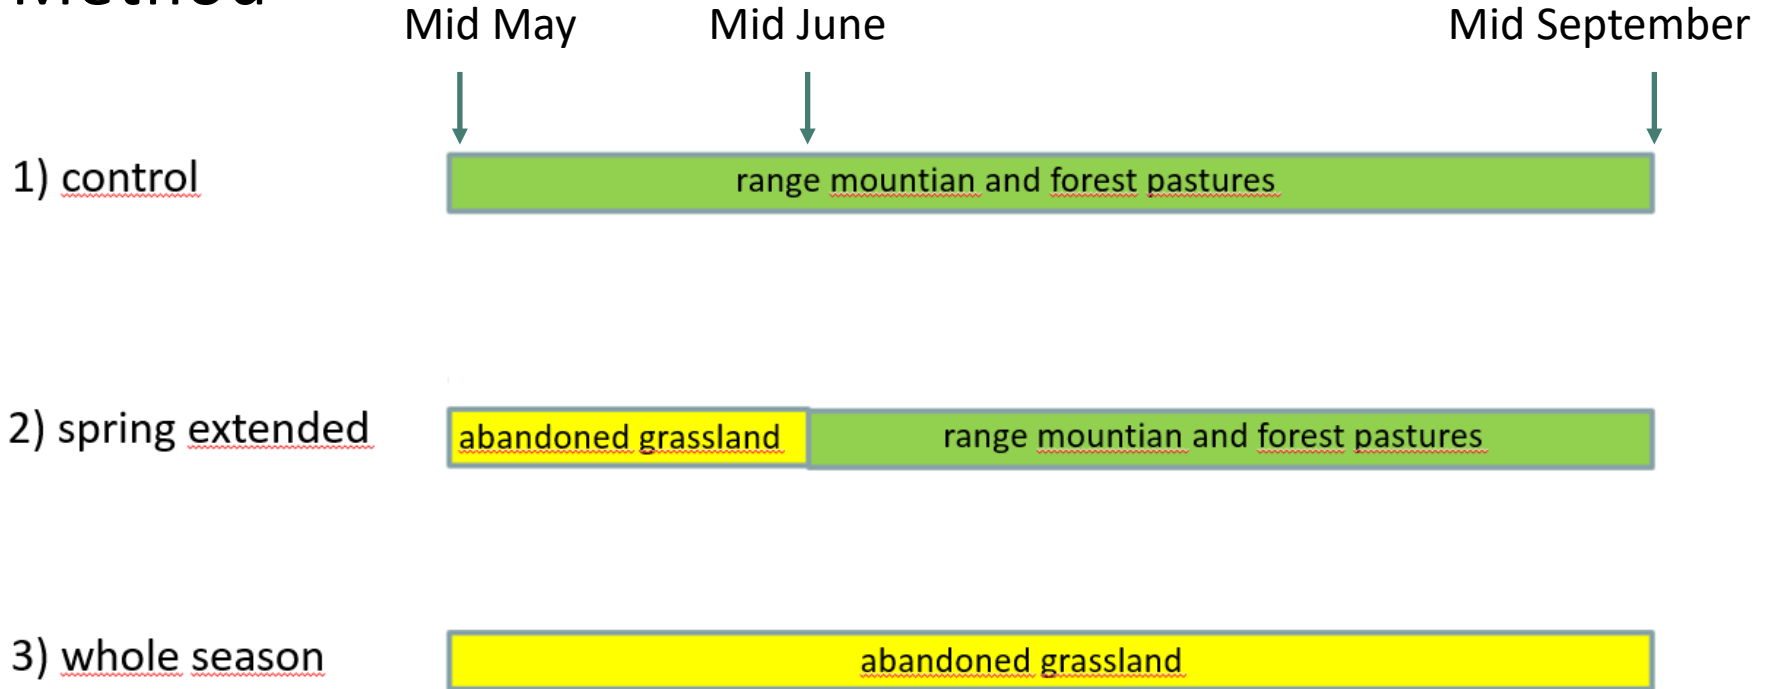 Method
Mid May Mid June Mid September
1) control
range mountian and forest pastures
2) spring extended
abandoned grassland
range mountian and forest pastures
3) whole season
abandoned grassland